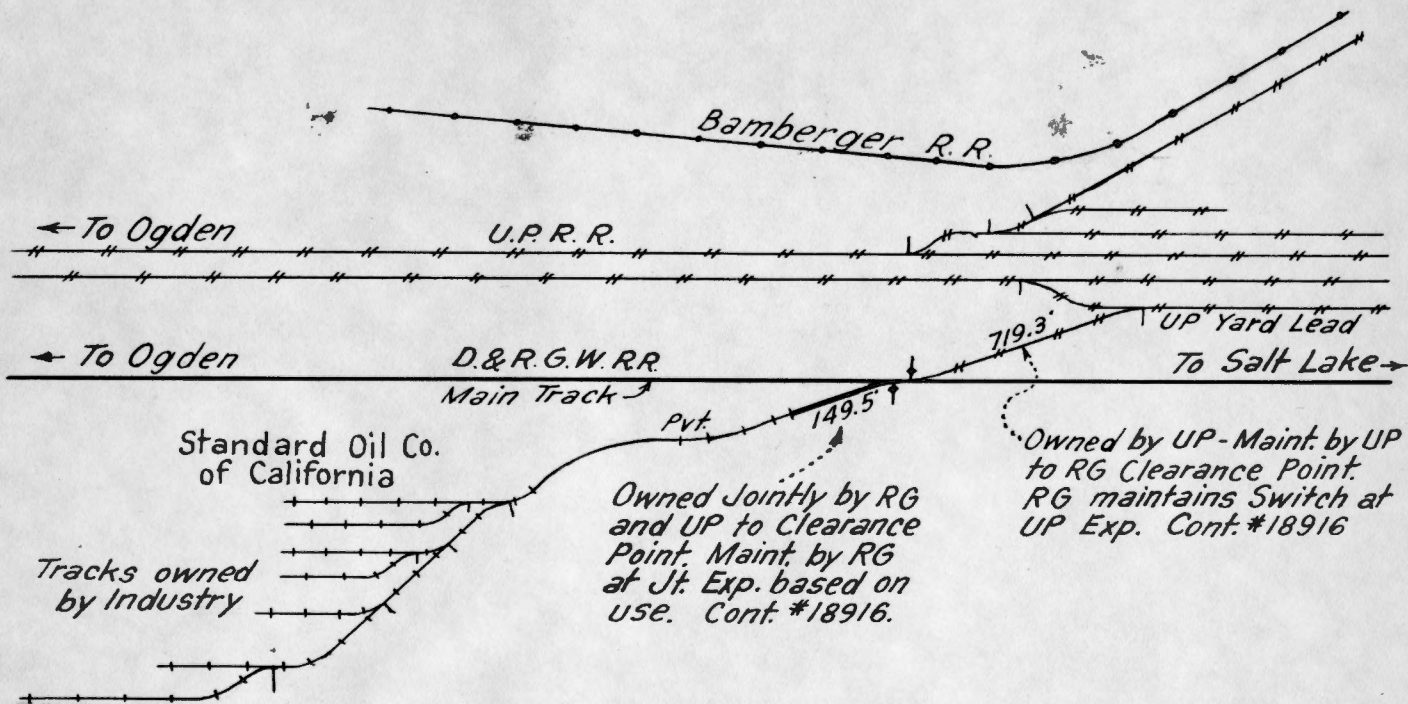 Bamberger R.R.
← To Ogden
U.P.R.R.
719.3'
UP Yard Lead
← To Ogden
D.&R.G.W.RR.
To Salt Lake →
Main Track
149.5'
Pvt.
Standard Oil Co.
of California
Owned by UP-Maint. by UP
to RG Clearance Point.
RG maintains Switch at
UP Exp. Cont.#18916
Owned Jointly by RG
and UP to Clearance
Point. Maint. by RG
at Jt. Exp. based on
use. Cont.#18916.
Tracks owned
by Industry